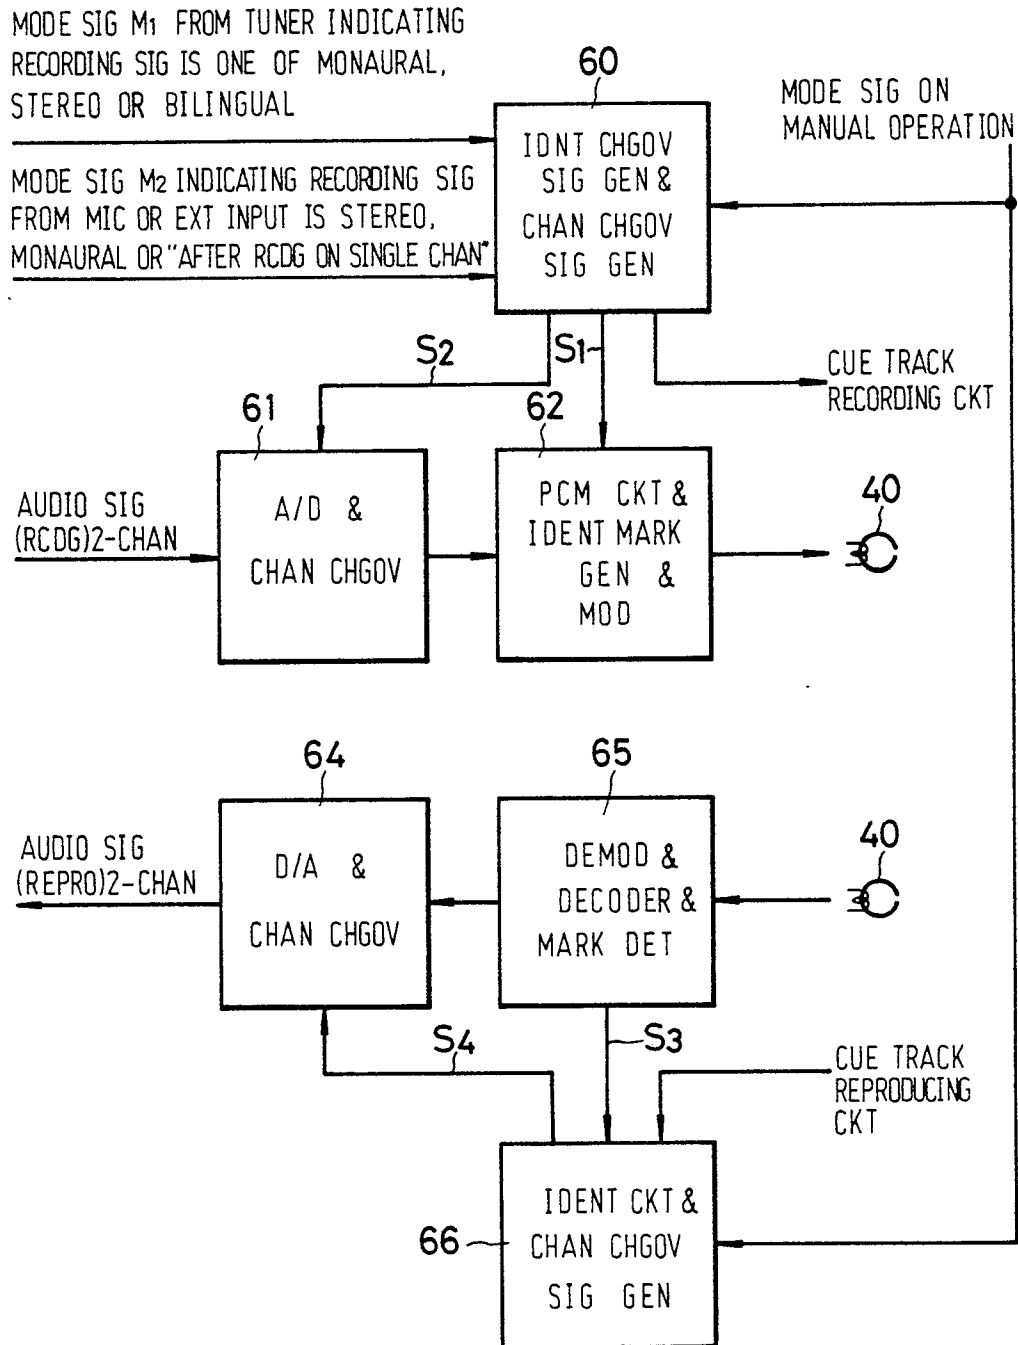 MODE SIG M1 FROM TUNER INDICATING
RECORDING SIG IS ONE OF MONAURAL,
STEREO OR BILINGUAL
60
MODE SIG ON
MANUAL OPERATION
IDNT CHGOV
SIG GEN &
CHAN CHGOV
SIG GEN
MODE SIG M2 INDICATING RECORDING SIG
FROM MIC OR EXT INPUT IS STEREO,
MONAURAL OR "AFTER RCDG ON SINGLE CHAN"
S2
S1
CUE TRACK
RECORDING CKT
61
62
AUDIO SIG
(RCDG)2-CHAN
A/D &
CHAN CHGOV
PCM CKT &
IDENT MARK
GEN &
MOD
40
64
65
AUDIO SIG
(REPRO)2-CHAN
D/A &
CHAN CHGOV
DEMOD &
DECODER &
MARK DET
40
S4
S3
CUE TRACK
REPRODUCING
CKT
66
IDENT CKT &
CHAN CHGOV
SIG GEN